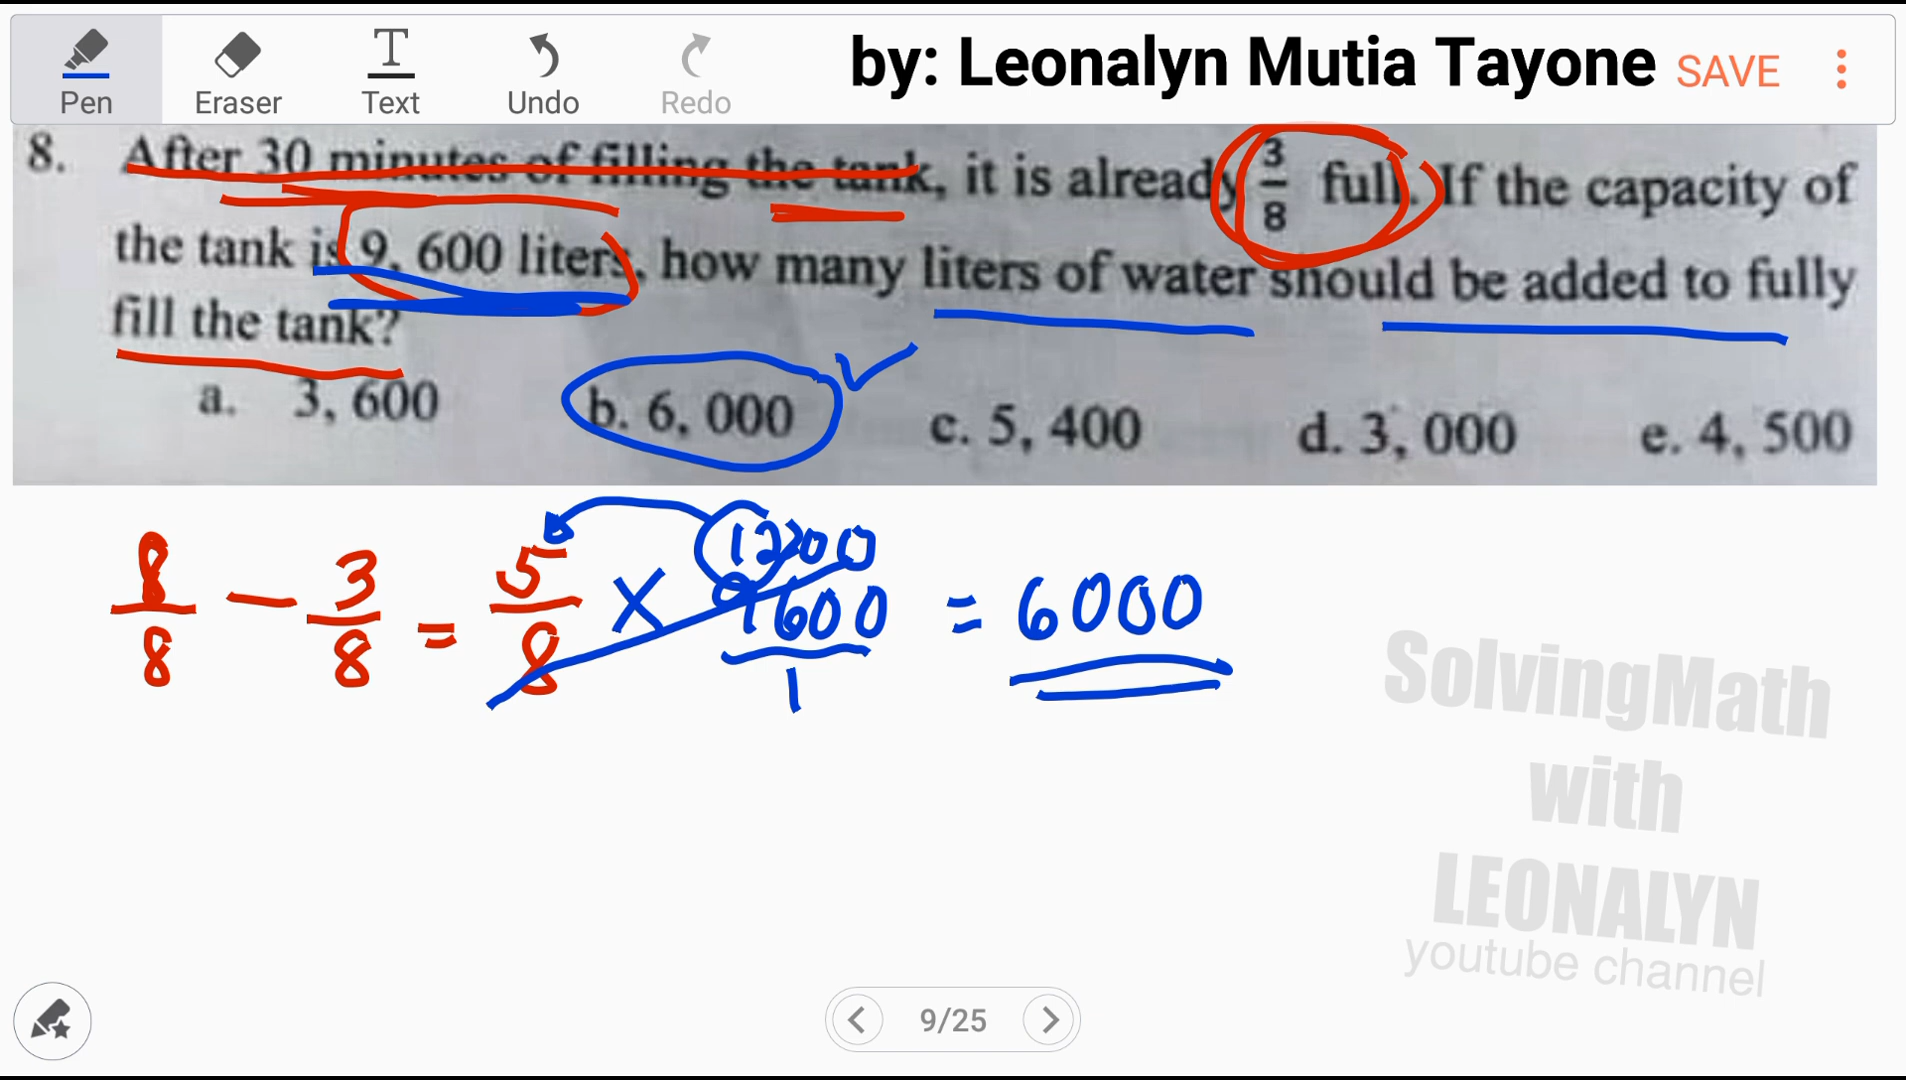 Pen Eraser Text Undo Redo by: Leonalyn Mutia Tayone SAVE
8. After 30 minutes of filling the tank, it is already 3/8 full. If the capacity of
the tank is 9, 600 liters, how many liters of water should be added to fully
fill the tank?
a. 3, 600 b. 6, 000 c. 5, 400 d. 3, 000 e. 4, 500
8/8 − 3/8 = 5/8 × 9600/1 = 6000
1200
SolvingMath
with
LEONALYN
youtube channel
9/25